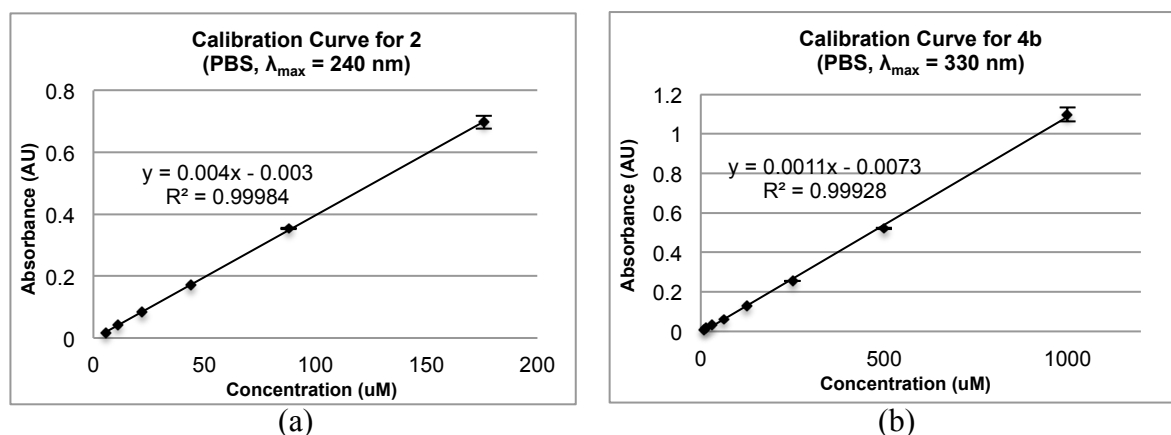 Calibration Curve for 2
(PBS, λmax = 240 nm)
0.8
0.6
0.4
0.2
0
Absorbance (AU)
y = 0.004x - 0.003
R² = 0.99984
0 50 100 150 200
Concentration (uM)
(a)
Calibration Curve for 4b
(PBS, λmax = 330 nm)
1.2
1
0.8
0.6
0.4
0.2
0
Absorbance (AU)
y = 0.0011x - 0.0073
R² = 0.99928
0 500 1000
Concentration (uM)
(b)